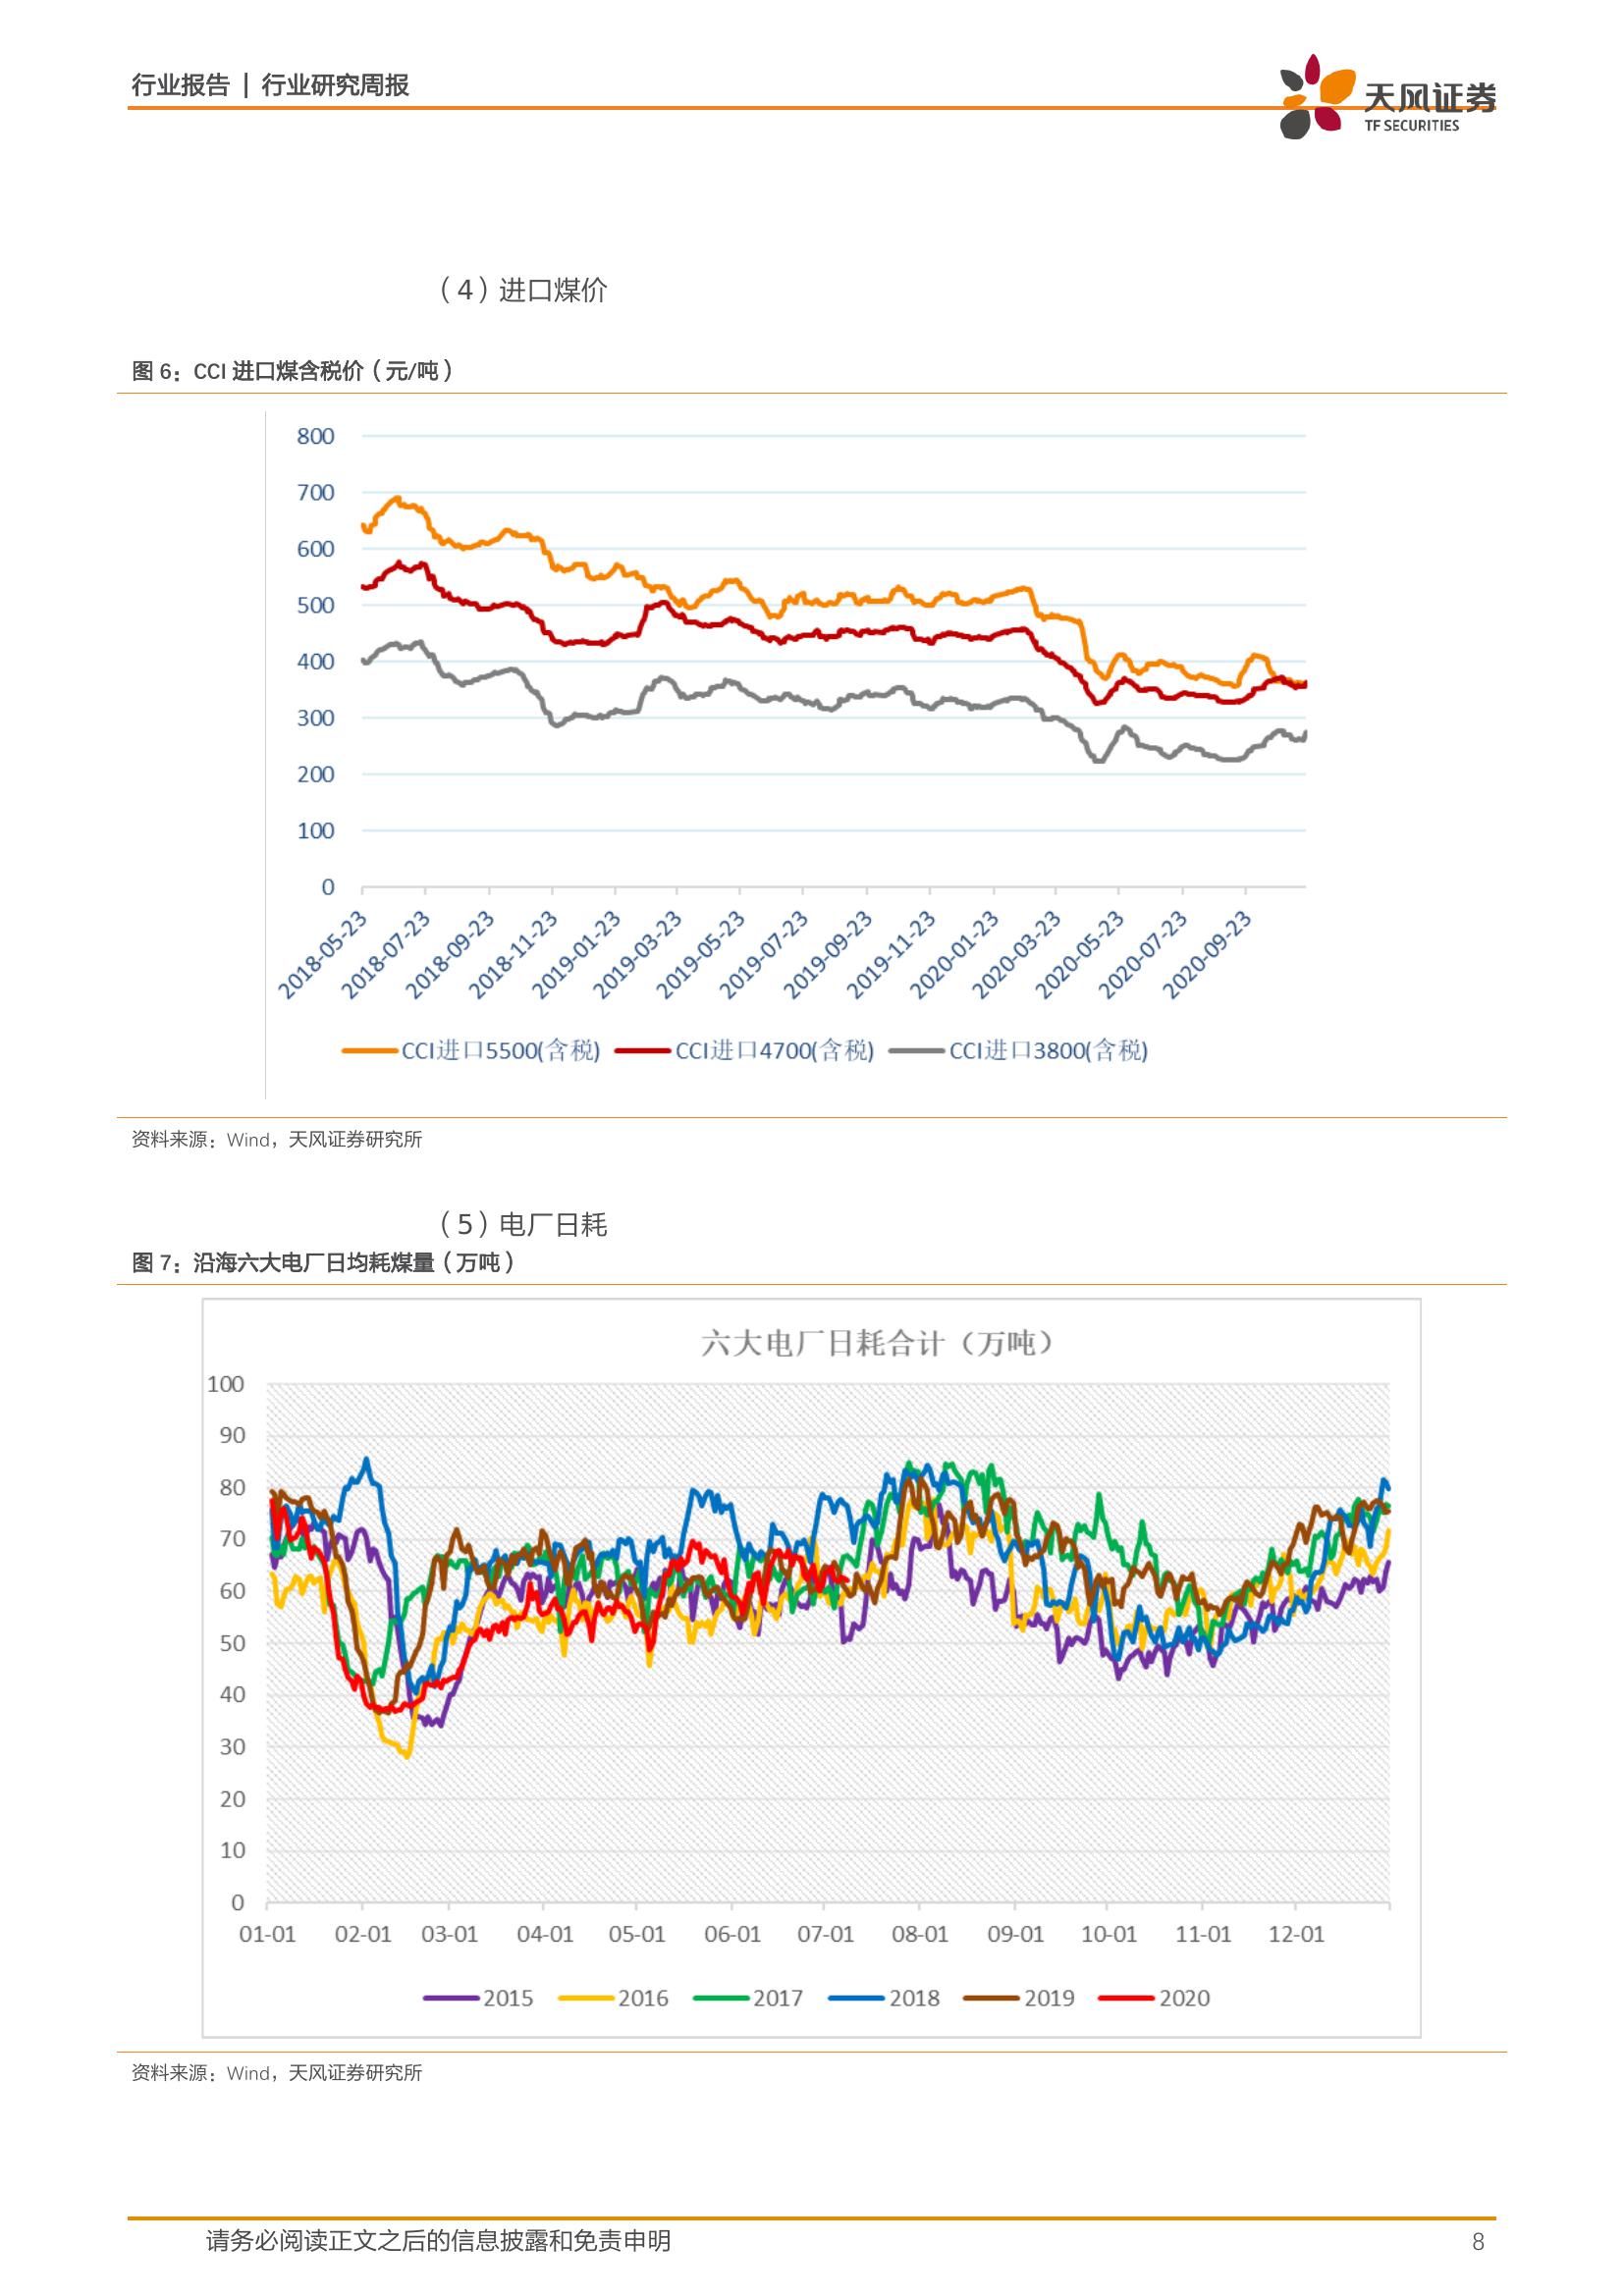 行业报告 | 行业研究周报
天风证券
TF SECURITIES
（4）进口煤价
图 6：CCI 进口煤含税价（元/吨）
800
700
600
500
400
300
200
100
0
2018-05-23
2018-07-23
2018-09-23
2018-11-23
2019-01-23
2019-03-23
2019-05-23
2019-07-23
2019-09-23
2019-11-23
2020-01-23
2020-03-23
2020-05-23
2020-07-23
2020-09-23
CCI进口5500(含税) CCI进口4700(含税) CCI进口3800(含税)
资料来源：Wind，天风证券研究所
（5）电厂日耗
图 7：沿海六大电厂日均耗煤量（万吨）
六大电厂日耗合计（万吨）
100
90
80
70
60
50
40
30
20
10
0
01-01 02-01 03-01 04-01 05-01 06-01 07-01 08-01 09-01 10-01 11-01 12-01
2015 2016 2017 2018 2019 2020
资料来源：Wind，天风证券研究所
请务必阅读正文之后的信息披露和免责申明 8